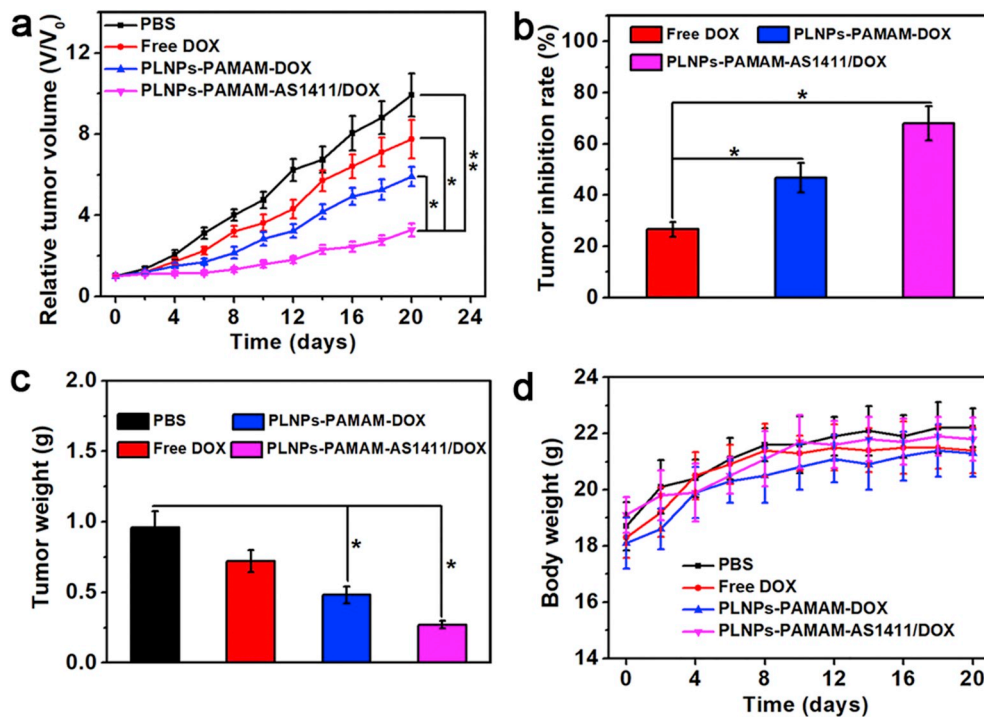 a
Relative tumor volume (V/V0)
12
8
4
0
PBS
Free DOX
PLNPs-PAMAM-DOX
PLNPs-PAMAM-AS1411/DOX
*
*
**
0 4 8 12 16 20 24
Time (days)
b
Tumor inhibition rate (%)
100
80
60
40
20
0
Free DOX PLNPs-PAMAM-DOX
PLNPs-PAMAM-AS1411/DOX
*
*
c
Tumor weight (g)
2.0
1.5
1.0
0.5
0.0
PBS PLNPs-PAMAM-DOX
Free DOX PLNPs-PAMAM-AS1411/DOX
*
*
d
Body weight (g)
24
22
20
18
16
14
PBS
Free DOX
PLNPs-PAMAM-DOX
PLNPs-PAMAM-AS1411/DOX
0 4 8 12 16 20
Time (days)